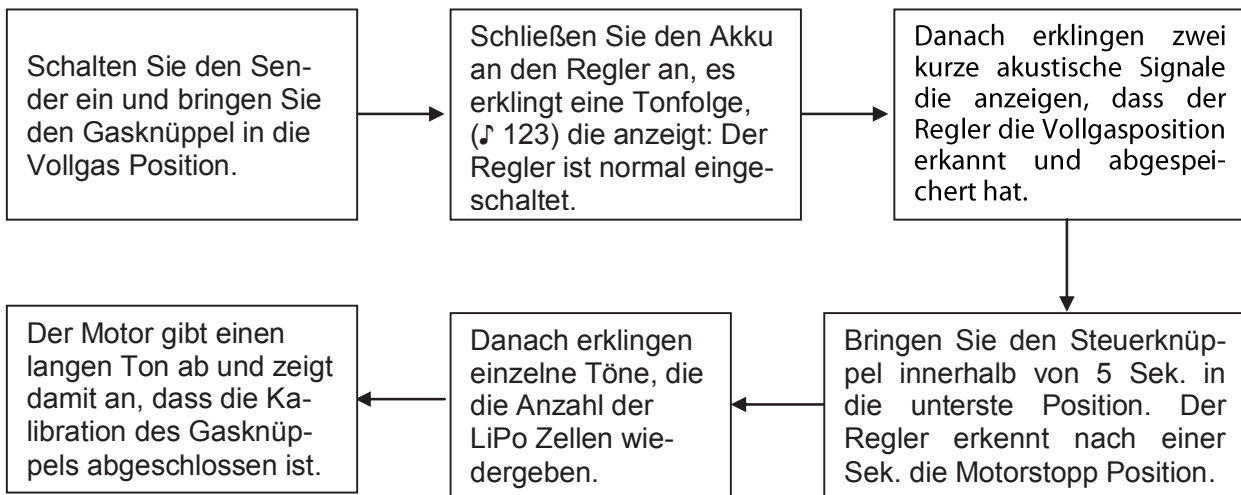 Schalten Sie den Sen-
der ein und bringen Sie
den Gasknüppel in die
Vollgas Position.
Schließen Sie den Akku
an den Regler an, es
erklingt eine Tonfolge,
(♪ 123) die anzeigt: Der
Regler ist normal einge-
schaltet.
Danach erklingen zwei
kurze akustische Signale
die anzeigen, dass der
Regler die Vollgasposition
erkannt und abgespei-
chert hat.
Bringen Sie den Steuerknüp-
pel innerhalb von 5 Sek. in
die unterste Position. Der
Regler erkennt nach einer
Sek. die Motorstopp Position.
Danach erklingen
einzelne Töne, die
die Anzahl der
LiPo Zellen wie-
dergeben.
Der Motor gibt einen
langen Ton ab und zeigt
damit an, dass die Ka-
libration des Gasknüp-
pels abgeschlossen ist.